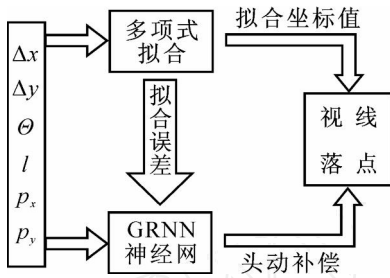 Δx
Δy
Θ
l
pₓ
p_y
多项式
拟合
拟合误差
GRNN
神经网
拟合坐标值
视 线
落 点
头动补偿